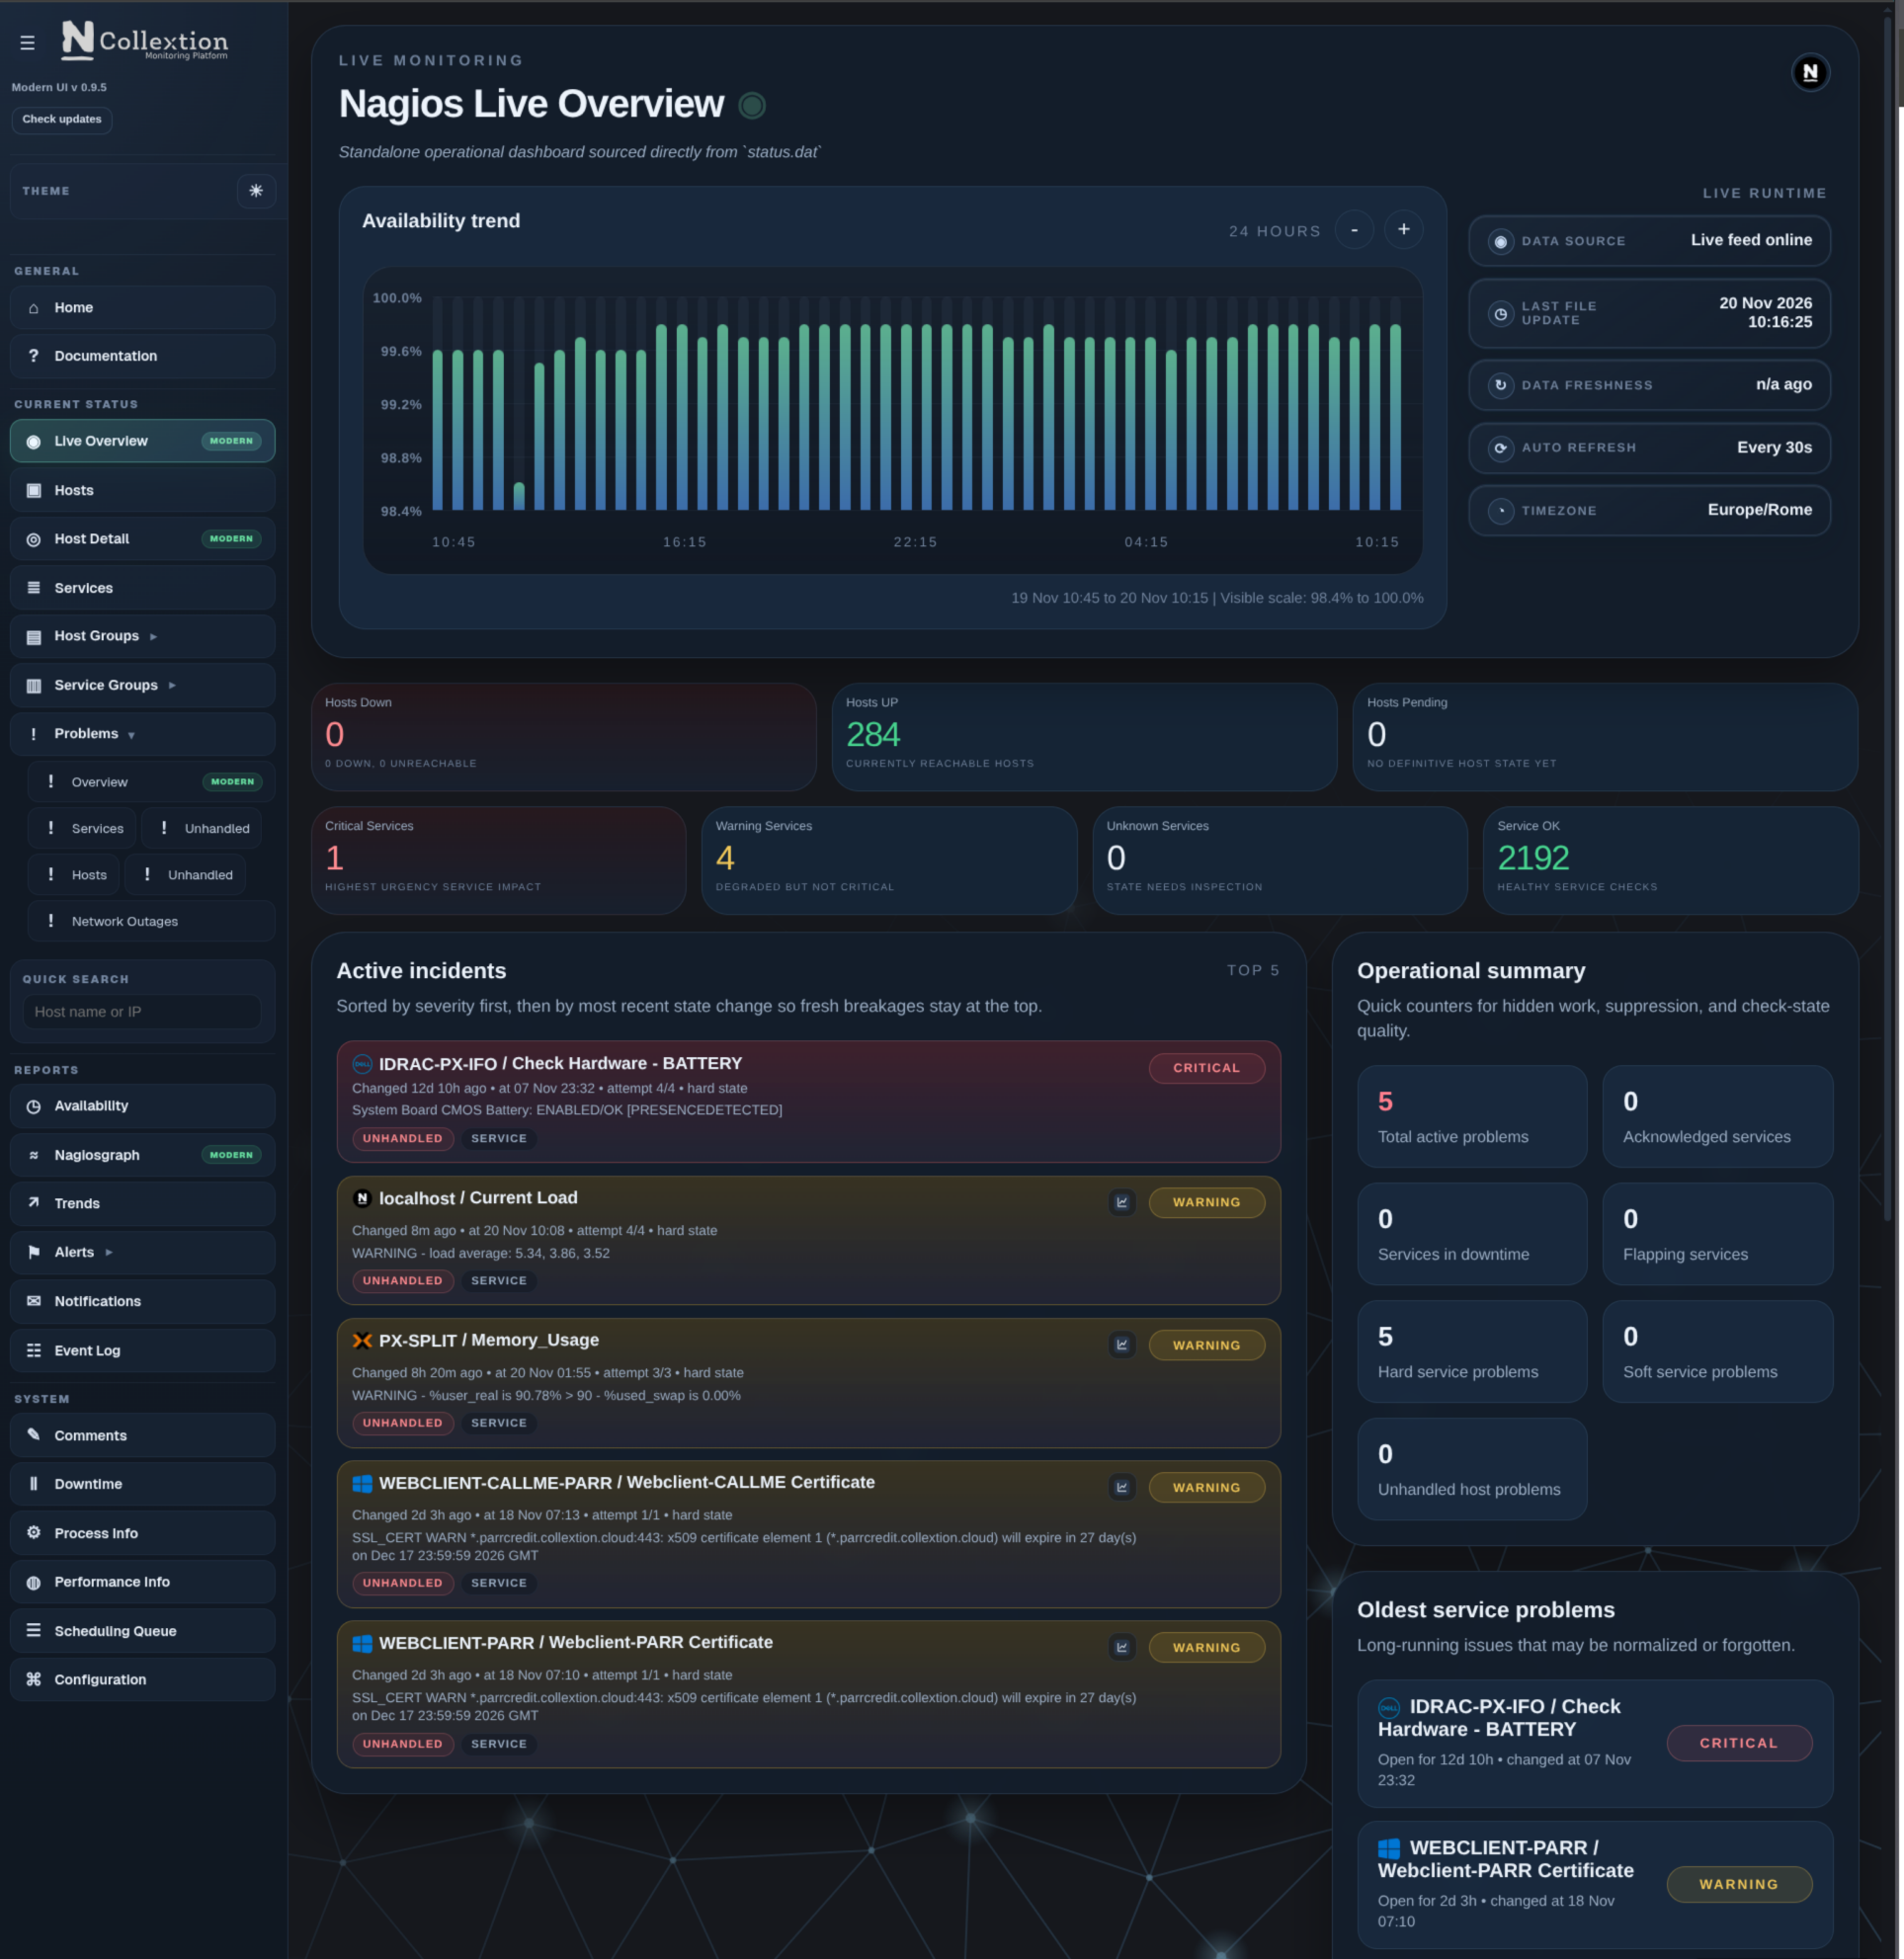 N Collextion
Monitoring Platform
Modern UI v 0.9.5
Check updates
THEME
GENERAL
Home
? Documentation
CURRENT STATUS
Live Overview MODERN
Hosts
Host Detail MODERN
Services
Host Groups
Service Groups
! Problems
! Overview MODERN
! Services ! Unhandled
! Hosts ! Unhandled
! Network Outages
QUICK SEARCH
Host name or IP
REPORTS
Availability
≈ Nagiosgraph MODERN
Trends
Alerts
Notifications
Event Log
SYSTEM
Comments
Downtime
Process Info
Performance Info
Scheduling Queue
Configuration
LIVE MONITORING
N
Nagios Live Overview
Standalone operational dashboard sourced directly from `status.dat`
Availability trend
24 HOURS - +
100.0%
99.6%
99.2%
98.8%
98.4%
10:45 16:15 22:15 04:15 10:15
19 Nov 10:45 to 20 Nov 10:15 | Visible scale: 98.4% to 100.0%
LIVE RUNTIME
DATA SOURCE Live feed online
LAST FILE UPDATE 20 Nov 2026
10:16:25
DATA FRESHNESS n/a ago
AUTO REFRESH Every 30s
TIMEZONE Europe/Rome
Hosts Down
0
0 DOWN, 0 UNREACHABLE
Hosts UP
284
CURRENTLY REACHABLE HOSTS
Hosts Pending
0
NO DEFINITIVE HOST STATE YET
Critical Services
1
HIGHEST URGENCY SERVICE IMPACT
Warning Services
4
DEGRADED BUT NOT CRITICAL
Unknown Services
0
STATE NEEDS INSPECTION
Service OK
2192
HEALTHY SERVICE CHECKS
Active incidents TOP 5
Sorted by severity first, then by most recent state change so fresh breakages stay at the top.
DELL IDRAC-PX-IFO / Check Hardware - BATTERY CRITICAL
Changed 12d 10h ago • at 07 Nov 23:32 • attempt 4/4 • hard state
System Board CMOS Battery: ENABLED/OK [PRESENCEDETECTED]
UNHANDLED SERVICE
N localhost / Current Load WARNING
Changed 8m ago • at 20 Nov 10:08 • attempt 4/4 • hard state
WARNING - load average: 5.34, 3.86, 3.52
UNHANDLED SERVICE
PX-SPLIT / Memory_Usage WARNING
Changed 8h 20m ago • at 20 Nov 01:55 • attempt 3/3 • hard state
WARNING - %user_real is 90.78% > 90 - %used_swap is 0.00%
UNHANDLED SERVICE
WEBCLIENT-CALLME-PARR / Webclient-CALLME Certificate WARNING
Changed 2d 3h ago • at 18 Nov 07:13 • attempt 1/1 • hard state
SSL_CERT WARN *.parrcredit.collextion.cloud:443: x509 certificate element 1 (*.parrcredit.collextion.cloud) will expire in 27 day(s)
on Dec 17 23:59:59 2026 GMT
UNHANDLED SERVICE
WEBCLIENT-PARR / Webclient-PARR Certificate WARNING
Changed 2d 3h ago • at 18 Nov 07:10 • attempt 1/1 • hard state
SSL_CERT WARN *.parrcredit.collextion.cloud:443: x509 certificate element 1 (*.parrcredit.collextion.cloud) will expire in 27 day(s)
on Dec 17 23:59:59 2026 GMT
UNHANDLED SERVICE
Operational summary
Quick counters for hidden work, suppression, and check-state
quality.
5
Total active problems
0
Acknowledged services
0
Services in downtime
0
Flapping services
5
Hard service problems
0
Soft service problems
0
Unhandled host problems
Oldest service problems
Long-running issues that may be normalized or forgotten.
DELL IDRAC-PX-IFO / Check
Hardware - BATTERY
CRITICAL
Open for 12d 10h • changed at 07 Nov
23:32
WEBCLIENT-PARR /
Webclient-PARR Certificate
WARNING
Open for 2d 3h • changed at 18 Nov
07:10